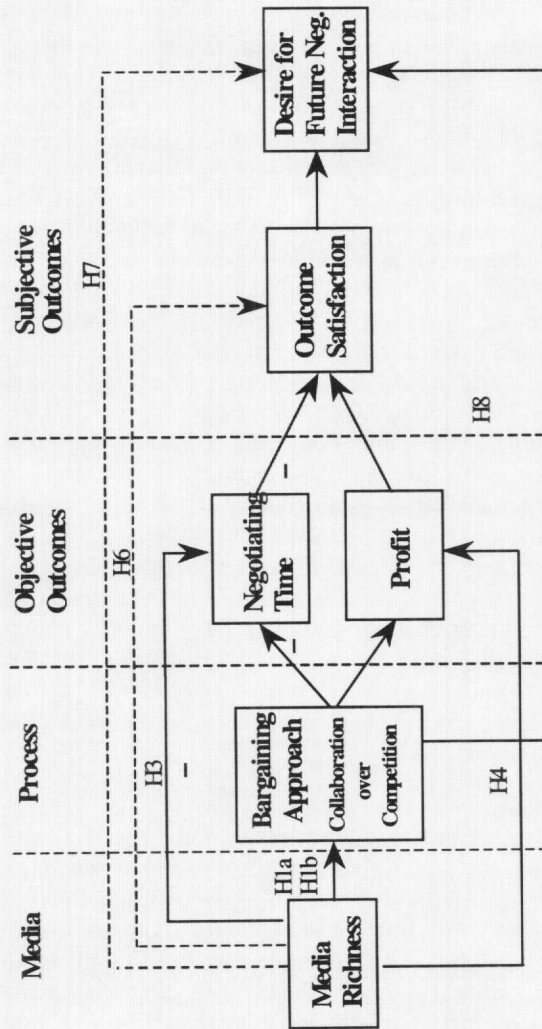 Media
Process
Objective
Outcomes
Subjective
Outcomes
H7
H6
H3
–
H1a
H1b
Media
Richness
Bargaining
Approach
Collaboration
over
Competition
–
Negotiating
Time
–
Profit
Outcome
Satisfaction
Desire for
Future Neg.
Interaction
H4
H8